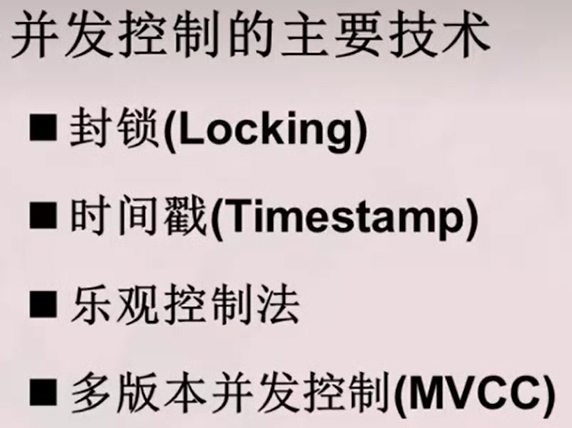 并发控制的主要技术
■ 封锁(Locking)
■ 时间戳(Timestamp)
■ 乐观控制法
■ 多版本并发控制(MVCC)